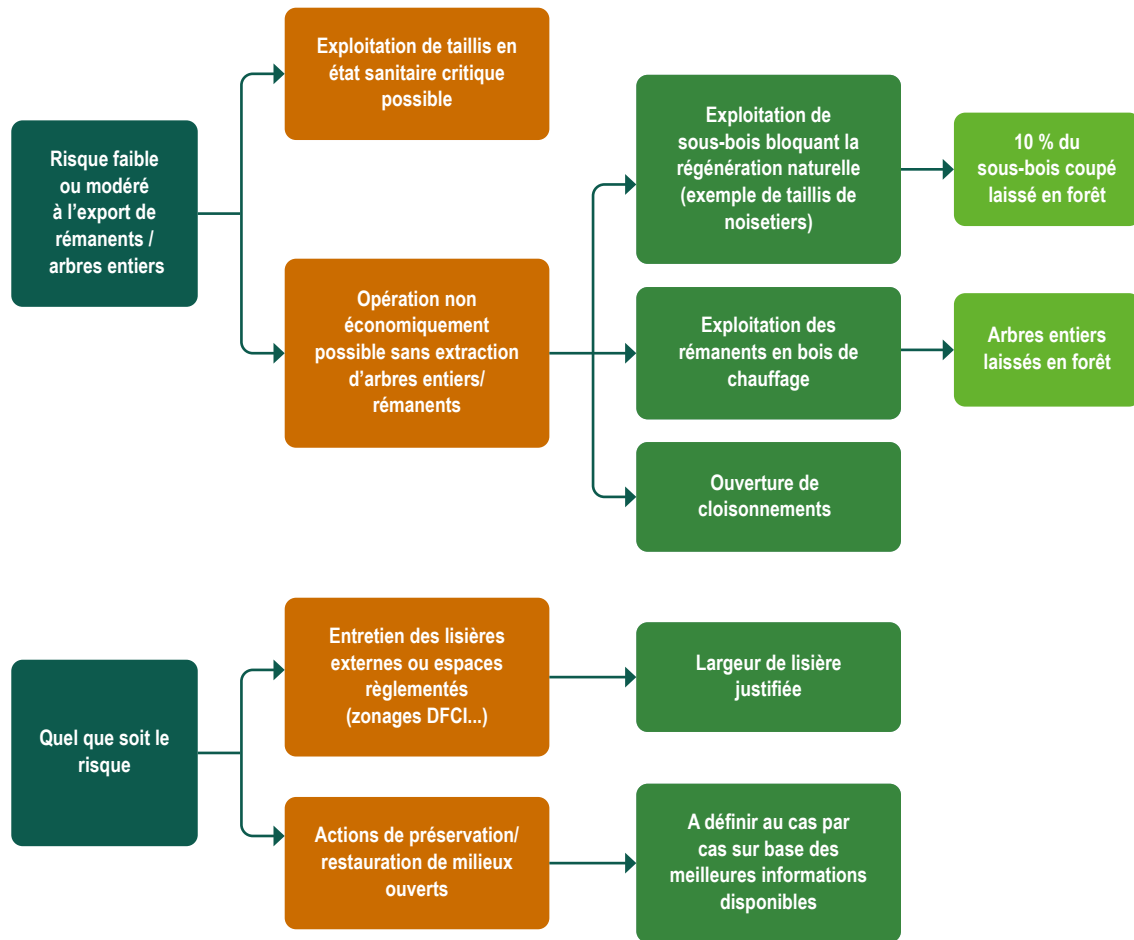 Risque faible
ou modéré
à l'export de
rémanents /
arbres entiers
Exploitation de taillis en
état sanitaire critique
possible
Opération non
économiquement
possible sans extraction
d'arbres entiers/
rémanents
Exploitation de
sous-bois bloquant la
régénération naturelle
(exemple de taillis de
noisetiers)
10 % du
sous-bois coupé
laissé en forêt
Exploitation des
rémanents en bois de
chauffage
Arbres entiers
laissés en forêt
Ouverture de
cloisonnements
Quel que soit le
risque
Entretien des lisières
externes ou espaces
règlementés
(zonages DFCI...)
Largeur de lisière
justifiée
Actions de préservation/
restauration de milieux
ouverts
A définir au cas par
cas sur base des
meilleures informations
disponibles